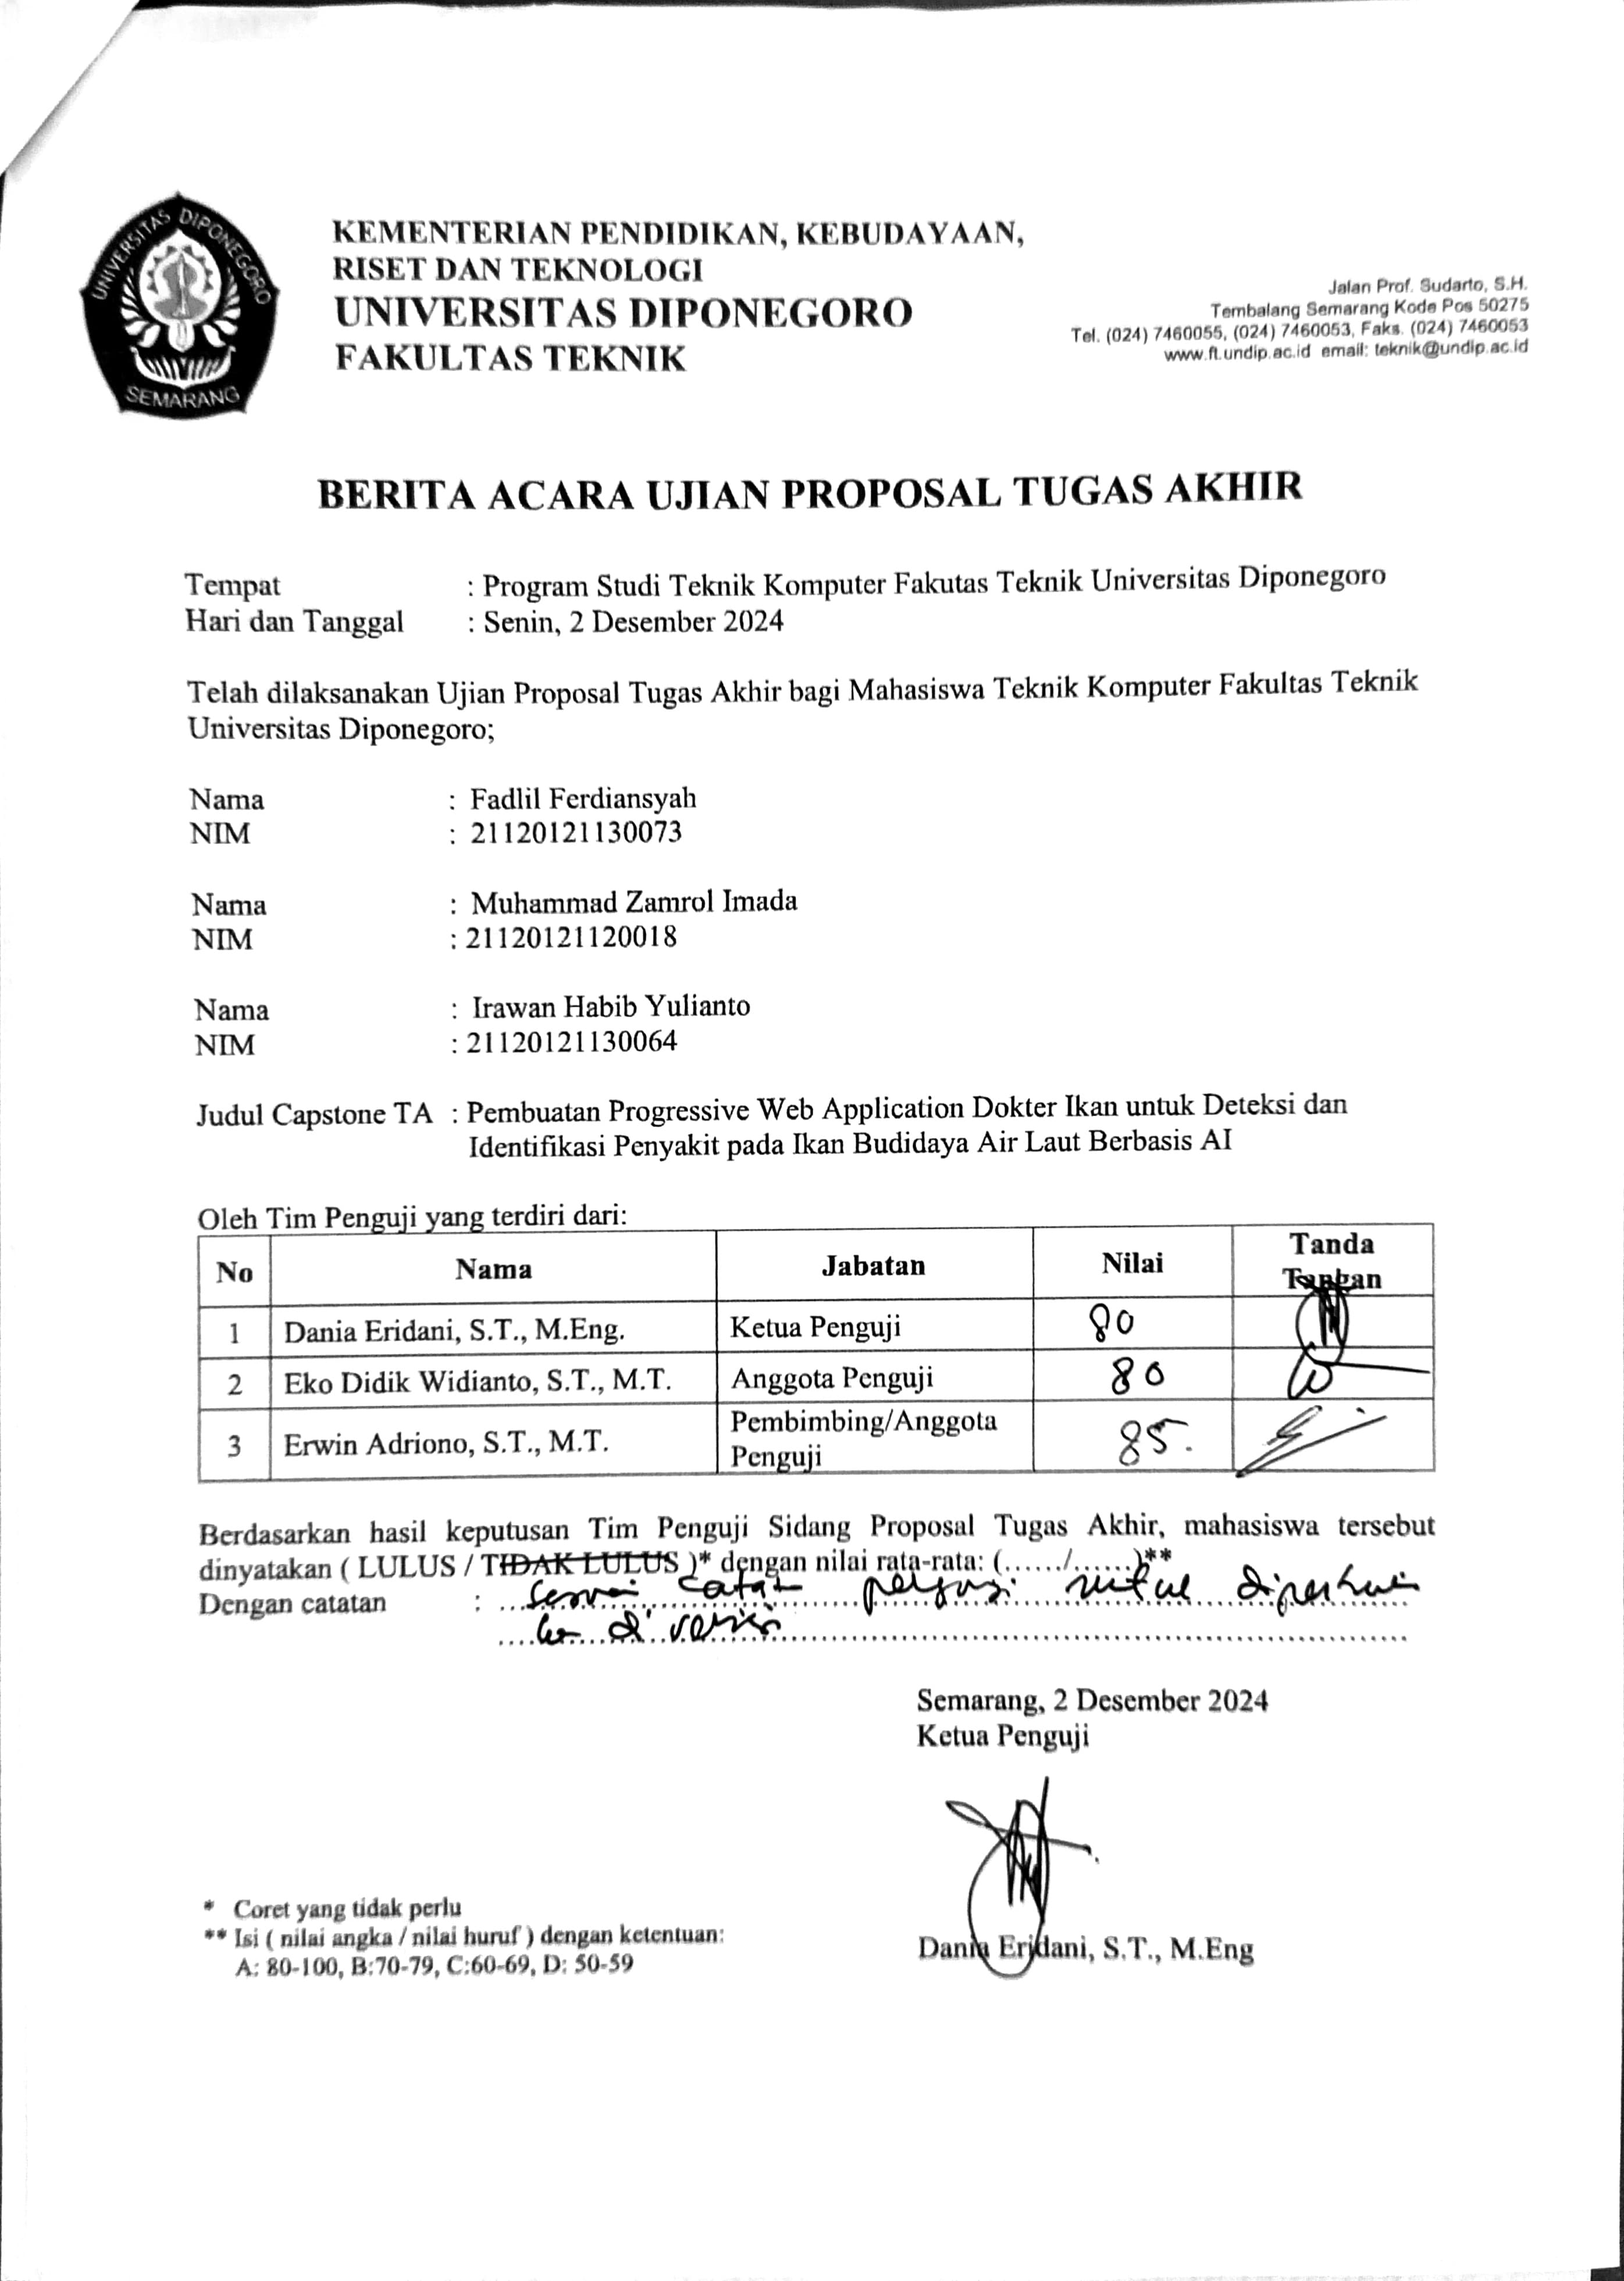 UNIVERSITAS DIPONEGORO
SEMARANG
KEMENTERIAN PENDIDIKAN, KEBUDAYAAN,
RISET DAN TEKNOLOGI
UNIVERSITAS DIPONEGORO
FAKULTAS TEKNIK
Jalan Prof. Sudarto, S.H.
Tembalang Semarang Kode Pos 50275
Tel. (024) 7460055, (024) 7460053, Faks. (024) 7460053
www.ft.undip.ac.id email: teknik@undip.ac.id
BERITA ACARA UJIAN PROPOSAL TUGAS AKHIR
Tempat : Program Studi Teknik Komputer Fakutas Teknik Universitas Diponegoro
Hari dan Tanggal : Senin, 2 Desember 2024
Telah dilaksanakan Ujian Proposal Tugas Akhir bagi Mahasiswa Teknik Komputer Fakultas Teknik
Universitas Diponegoro;
Nama : Fadlil Ferdiansyah
NIM : 21120121130073
Nama : Muhammad Zamrol Imada
NIM : 21120121120018
Nama : Irawan Habib Yulianto
NIM : 21120121130064
Judul Capstone TA : Pembuatan Progressive Web Application Dokter Ikan untuk Deteksi dan
Identifikasi Penyakit pada Ikan Budidaya Air Laut Berbasis AI
Oleh Tim Penguji yang terdiri dari:
No Nama Jabatan Nilai Tanda Tangan
1 Dania Eridani, S.T., M.Eng. Ketua Penguji 80
2 Eko Didik Widianto, S.T., M.T. Anggota Penguji 80
3 Erwin Adriono, S.T., M.T. Pembimbing/Anggota Penguji 85.
Berdasarkan hasil keputusan Tim Penguji Sidang Proposal Tugas Akhir, mahasiswa tersebut
dinyatakan ( LULUS / TIDAK LULUS )* dengan nilai rata-rata: (....../......)**
Dengan catatan : sesuai catatan penguji untuk
Semarang, 2 Desember 2024
Ketua Penguji
Dania Eridani, S.T., M.Eng
* Coret yang tidak perlu
** Isi ( nilai angka / nilai huruf ) dengan ketentuan:
A: 80-100, B:70-79, C:60-69, D: 50-59